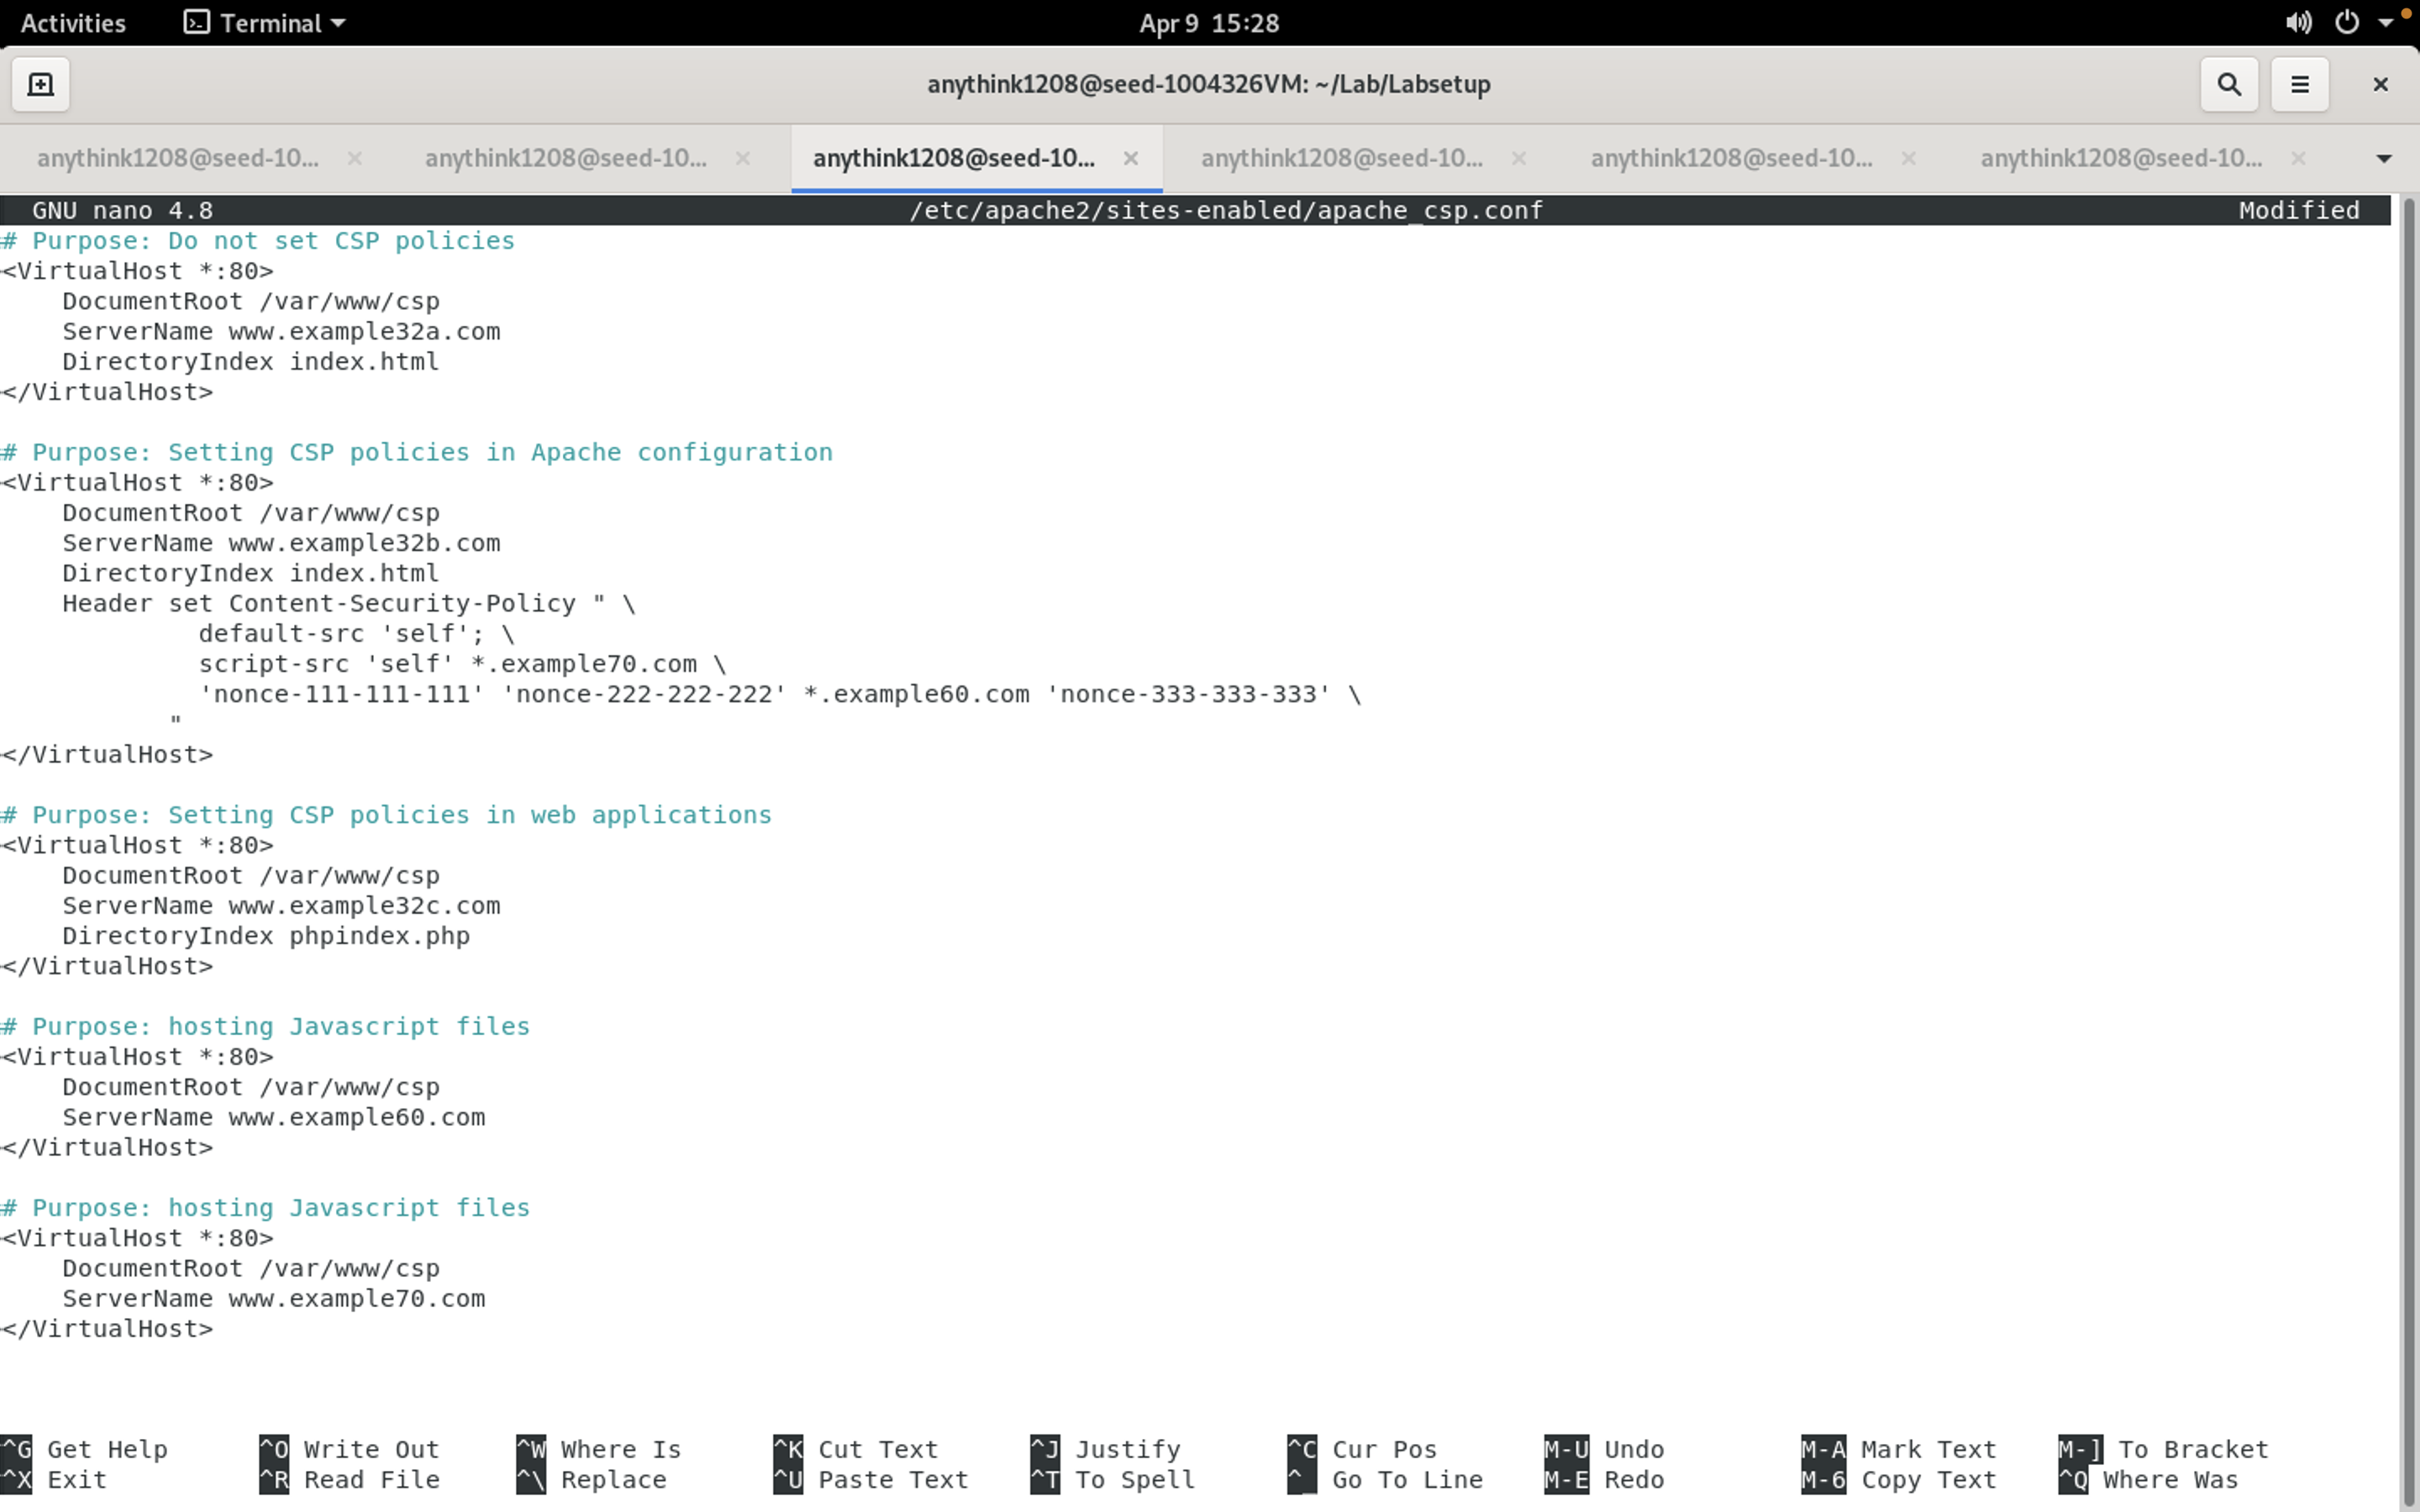 Activities Terminal Apr 9 15:28
anythink1208@seed-1004326VM: ~/Lab/Labsetup
anythink1208@seed-10... anythink1208@seed-10... anythink1208@seed-10... anythink1208@seed-10... anythink1208@seed-10... anythink1208@seed-10...
GNU nano 4.8 /etc/apache2/sites-enabled/apache_csp.conf Modified
# Purpose: Do not set CSP policies
<VirtualHost *:80>
    DocumentRoot /var/www/csp
    ServerName www.example32a.com
    DirectoryIndex index.html
</VirtualHost>

# Purpose: Setting CSP policies in Apache configuration
<VirtualHost *:80>
    DocumentRoot /var/www/csp
    ServerName www.example32b.com
    DirectoryIndex index.html
    Header set Content-Security-Policy " \
             default-src 'self'; \
             script-src 'self' *.example70.com \
             'nonce-111-111-111' 'nonce-222-222-222' *.example60.com 'nonce-333-333-333' \
           "
</VirtualHost>

# Purpose: Setting CSP policies in web applications
<VirtualHost *:80>
    DocumentRoot /var/www/csp
    ServerName www.example32c.com
    DirectoryIndex phpindex.php
</VirtualHost>

# Purpose: hosting Javascript files
<VirtualHost *:80>
    DocumentRoot /var/www/csp
    ServerName www.example60.com
</VirtualHost>

# Purpose: hosting Javascript files
<VirtualHost *:80>
    DocumentRoot /var/www/csp
    ServerName www.example70.com
</VirtualHost>

^G Get Help ^O Write Out ^W Where Is ^K Cut Text ^J Justify ^C Cur Pos M-U Undo M-A Mark Text M-] To Bracket
^X Exit ^R Read File ^\ Replace ^U Paste Text ^T To Spell ^_ Go To Line M-E Redo M-6 Copy Text ^Q Where Was